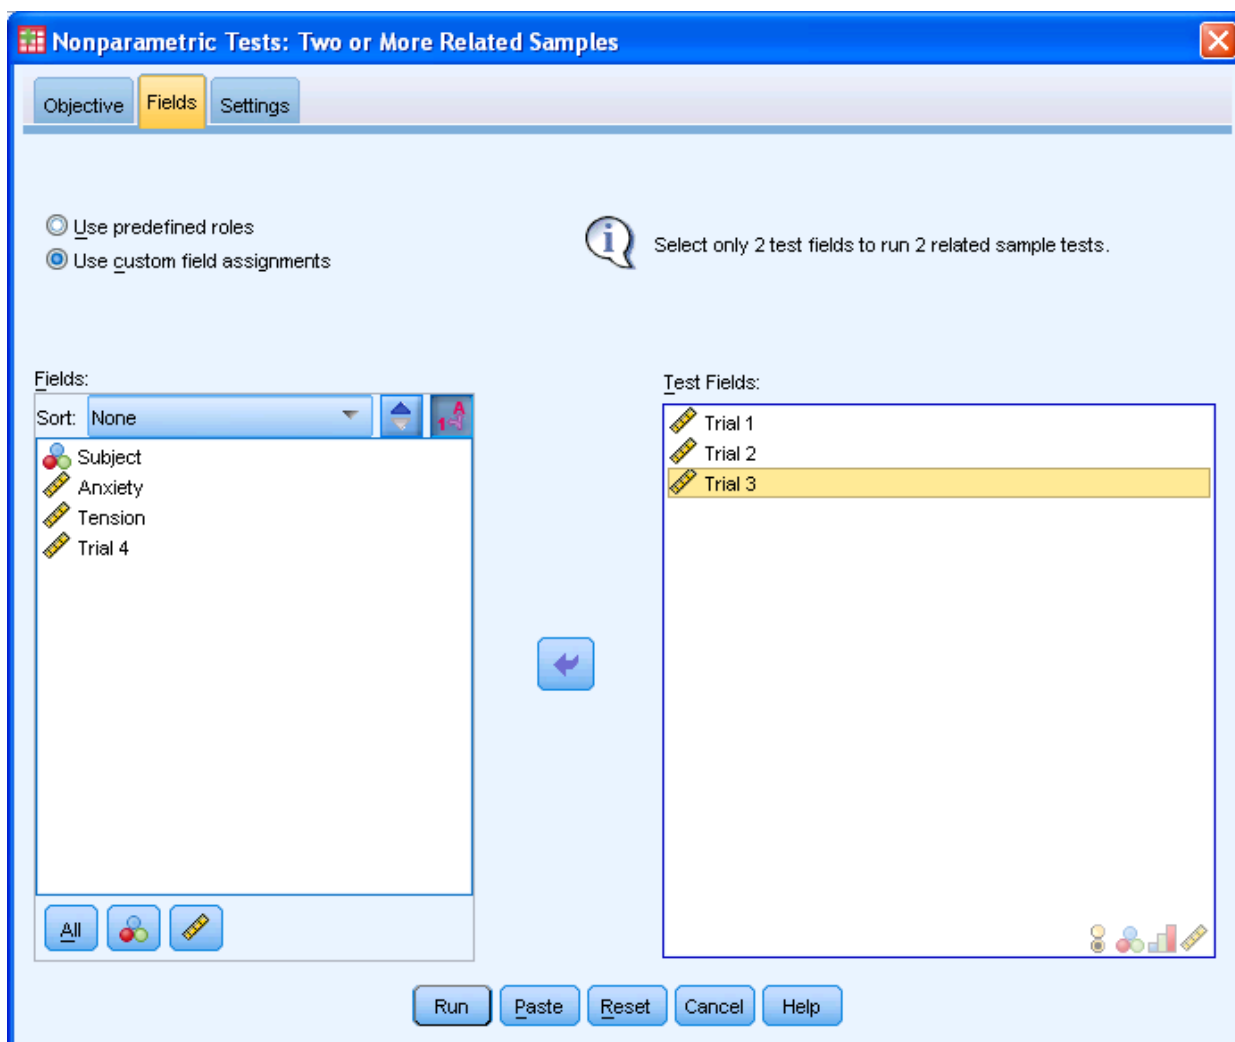 Nonparametric Tests: Two or More Related Samples
Objective Fields Settings
Use predefined roles
Use custom field assignments
Select only 2 test fields to run 2 related sample tests.
Fields:
Sort: None
Subject
Anxiety
Tension
Trial 4
All
Test Fields:
Trial 1
Trial 2
Trial 3
Run Paste Reset Cancel Help